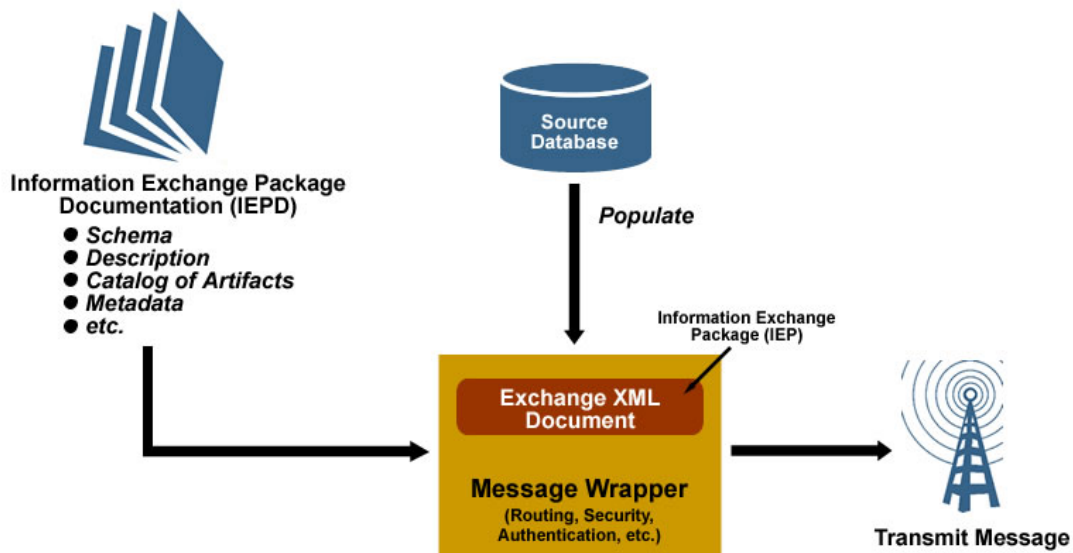 Information Exchange Package
Documentation (IEPD)
● Schema
● Description
● Catalog of Artifacts
● Metadata
● etc.
Source
Database
Populate
Information Exchange
Package (IEP)
Exchange XML
Document
Message Wrapper
(Routing, Security,
Authentication, etc.)
Transmit Message